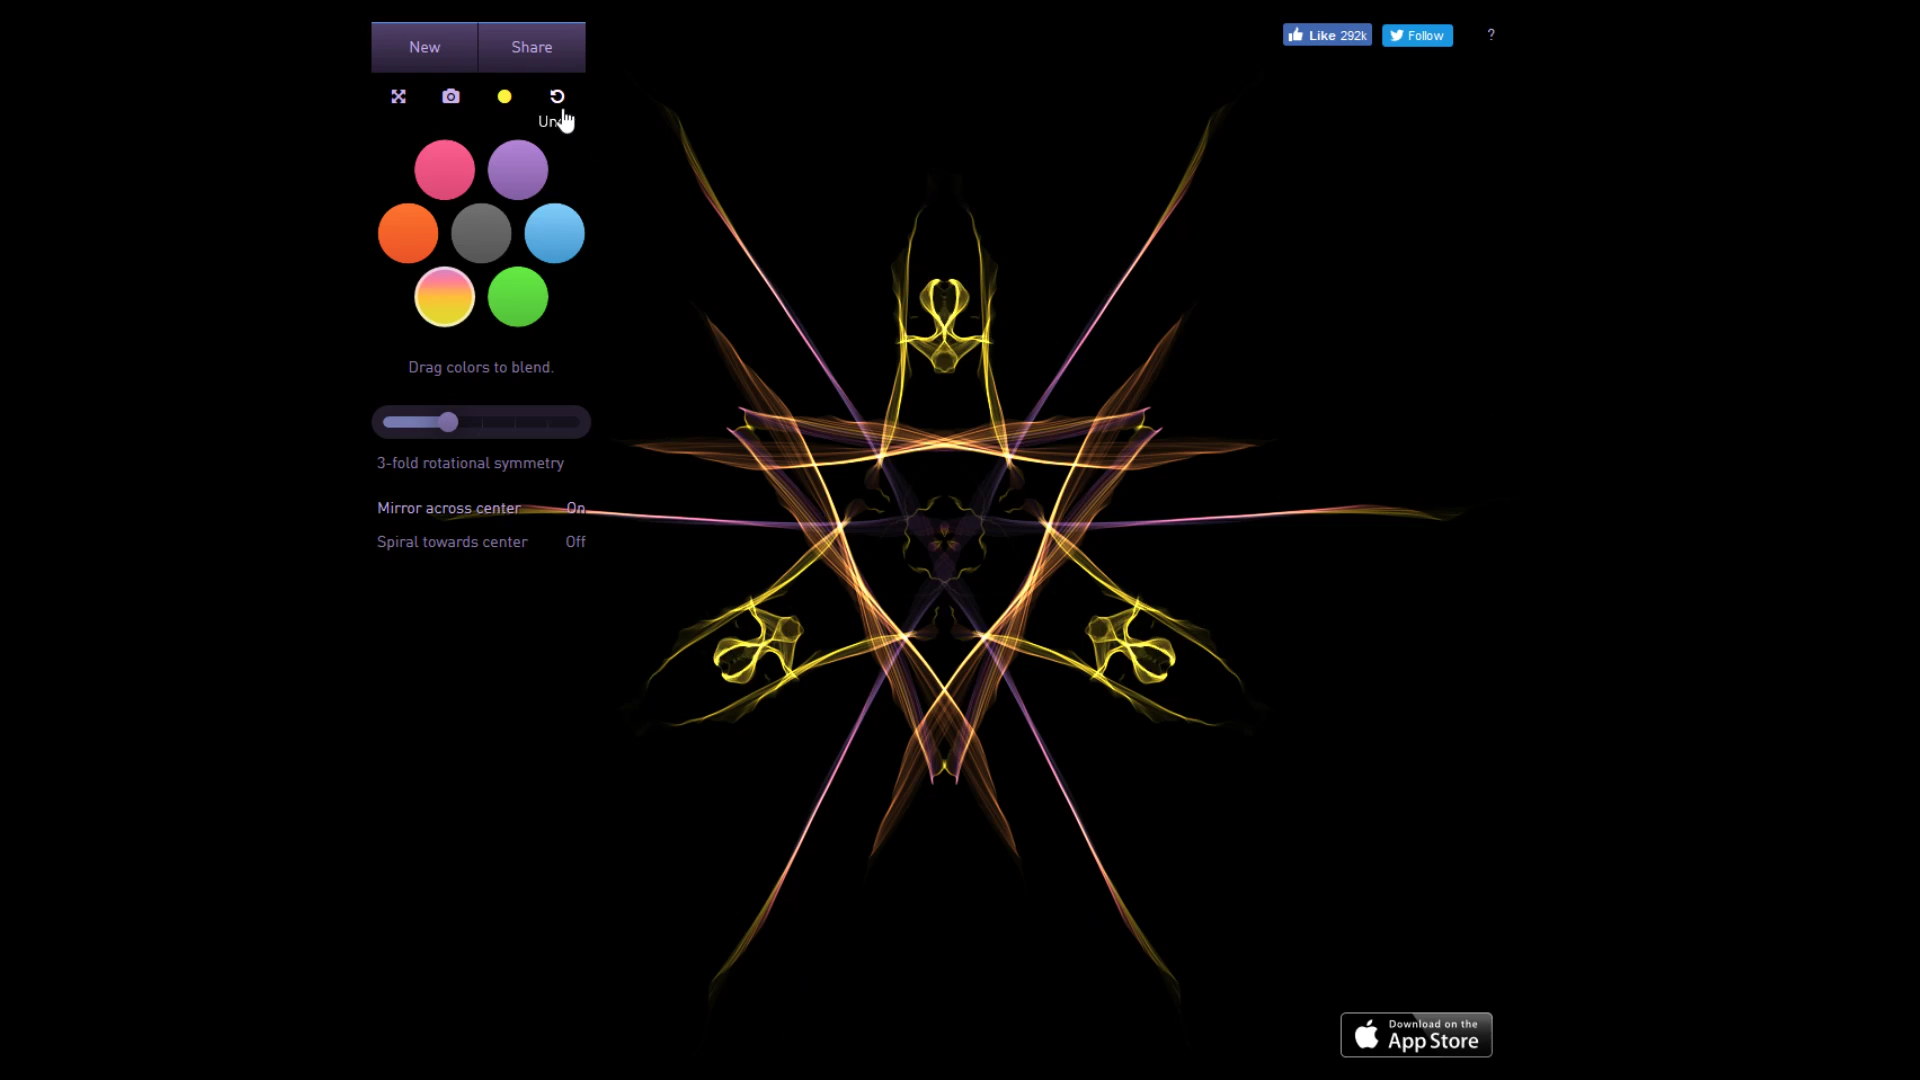 New
Share
Like 292k
Follow
?
Drag colors to blend.
3-fold rotational symmetry
Mirror across center On
Spiral towards center Off
Download on the
App Store